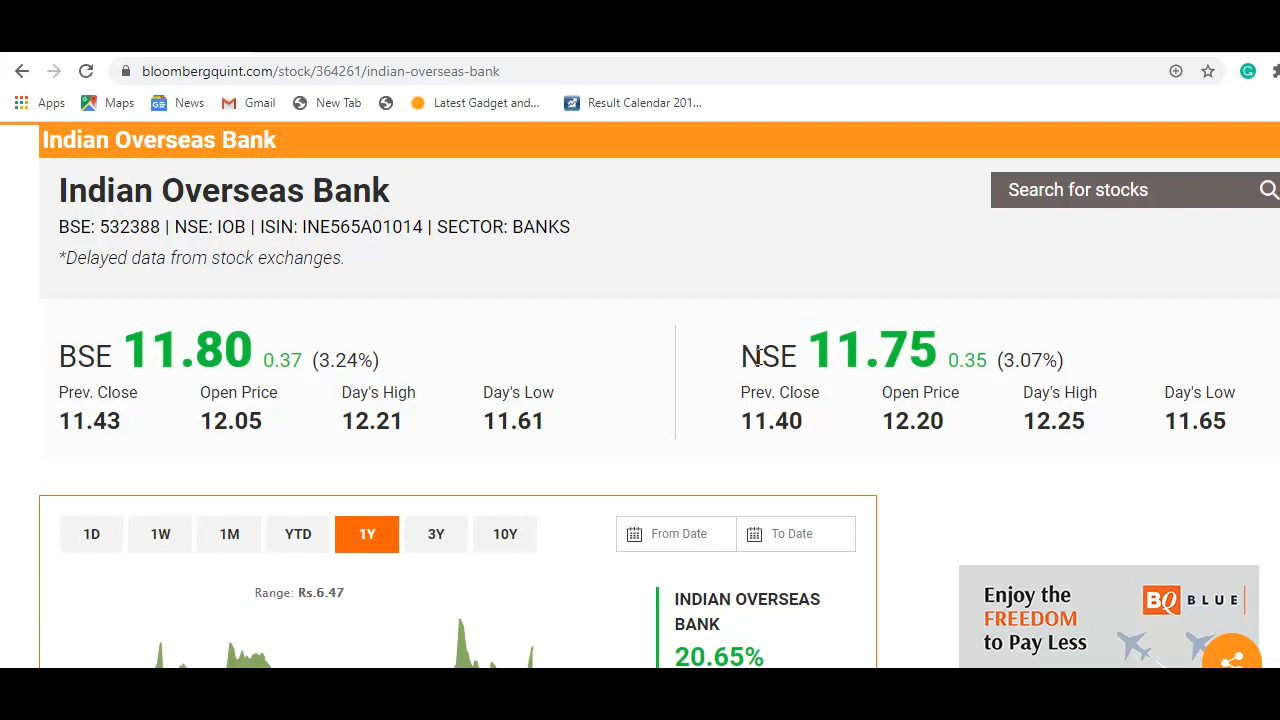 bloombergquint.com/stock/364261/indian-overseas-bank
Apps Maps News Gmail New Tab Latest Gadget and... Result Calendar 201...
Indian Overseas Bank
Indian Overseas Bank
Search for stocks
BSE: 532388 | NSE: IOB | ISIN: INE565A01014 | SECTOR: BANKS
*Delayed data from stock exchanges.
BSE 11.80 0.37 (3.24%)
Prev. Close Open Price Day's High Day's Low
11.43 12.05 12.21 11.61
NSE 11.75 0.35 (3.07%)
Prev. Close Open Price Day's High Day's Low
11.40 12.20 12.25 11.65
1D 1W 1M YTD 1Y 3Y 10Y
From Date To Date
Range: Rs.6.47
INDIAN OVERSEAS
BANK
20.65%
Enjoy the
FREEDOM
to Pay Less
BQ BLUE